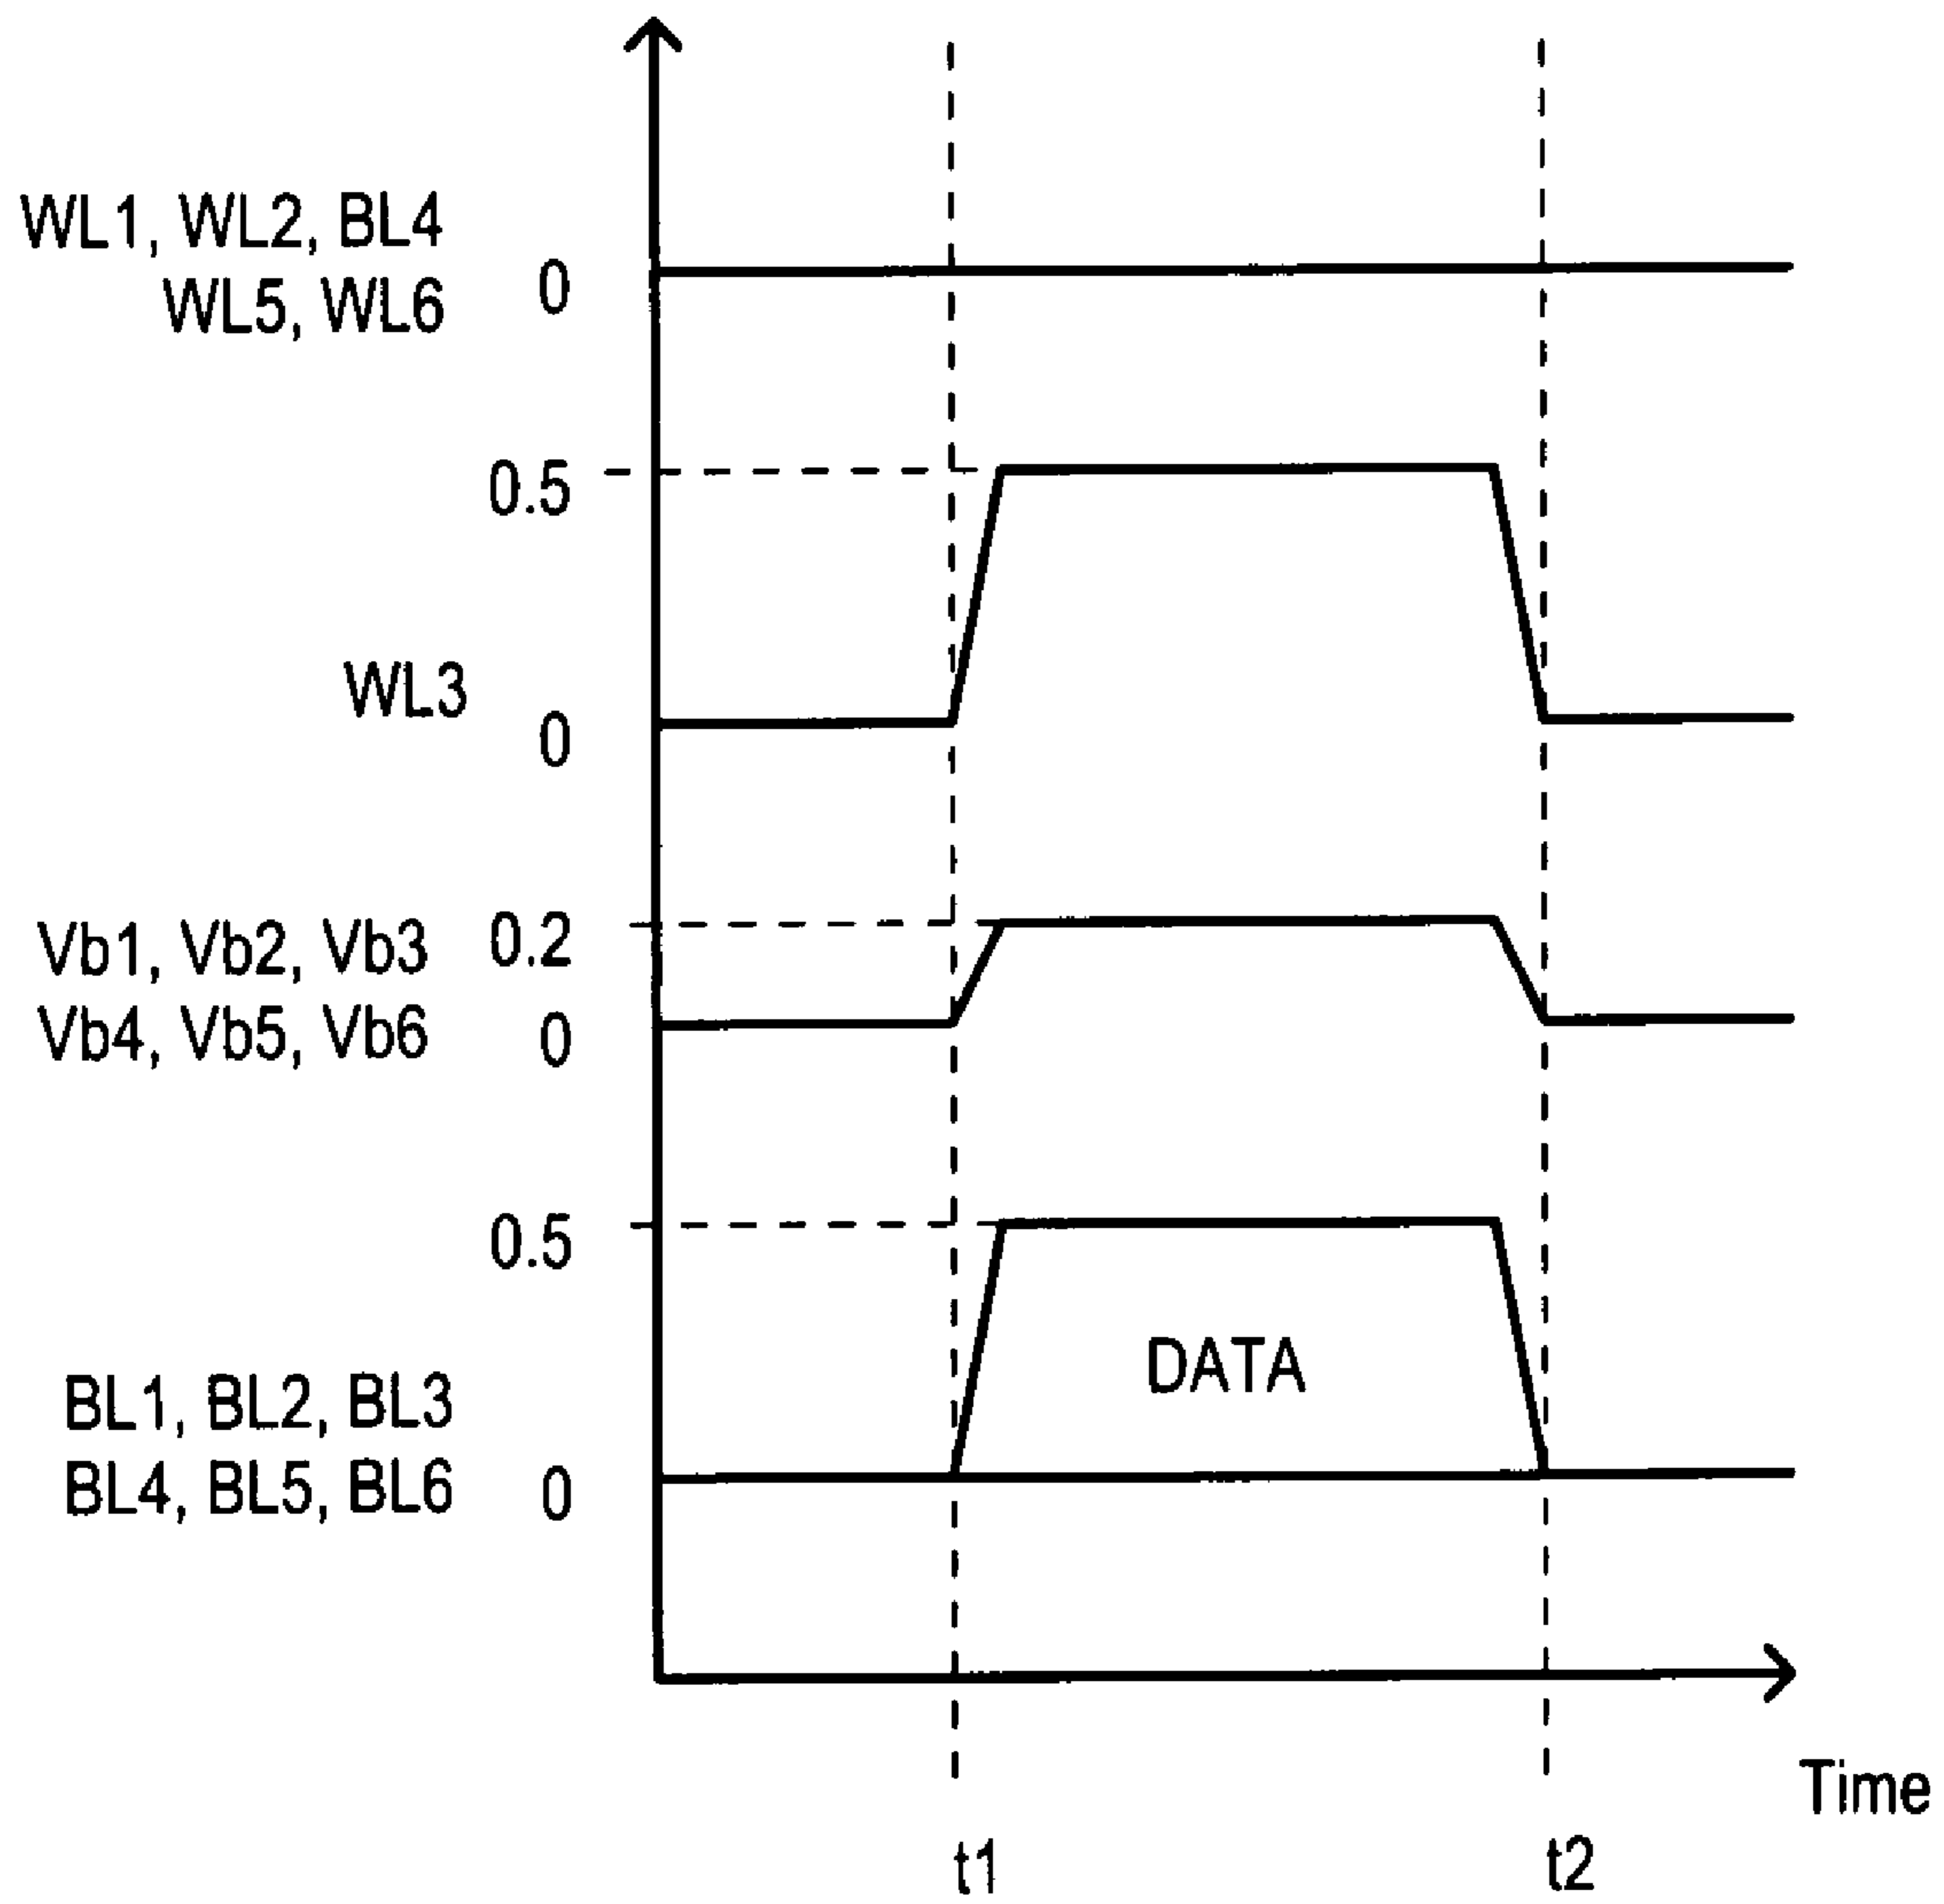 WL1, WL2, BL4
WL5, WL6
0
0.5
WL3
0
Vb1, Vb2, Vb3
0.2
Vb4, Vb5, Vb6
0
0.5
DATA
BL1, BL2, BL3
BL4, BL5, BL6
0
Time
t1
t2